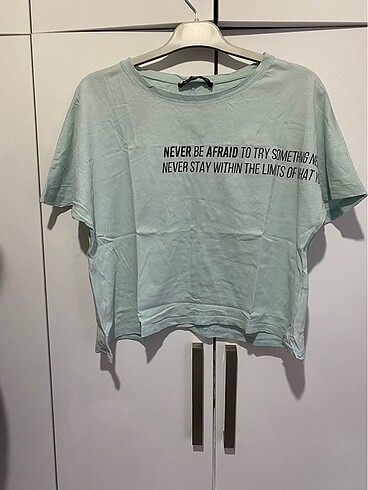 NEVER BE AFRAID TO TRY SOMETHING
NEVER STAY WITHIN THE LIMITS OF